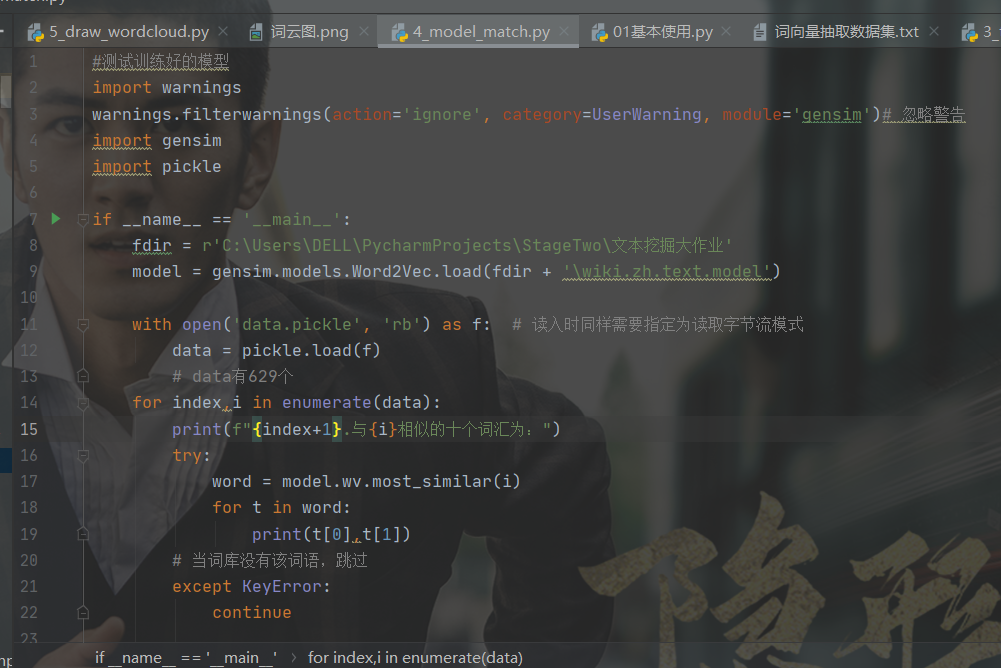 match.py
5_draw_wordcloud.py
词云图.png
4_model_match.py
01基本使用.py
词向量抽取数据集.txt
3_
1 #测试训练好的模型
2 import warnings
3 warnings.filterwarnings(action='ignore', category=UserWarning, module='gensim')# 忽略警告
4 import gensim
5 import pickle
6
7 if __name__ == '__main__':
8 fdir = r'C:\Users\DELL\PycharmProjects\StageTwo\文本挖掘大作业'
9 model = gensim.models.Word2Vec.load(fdir + '\wiki.zh.text.model')
10
11 with open('data.pickle', 'rb') as f: # 读入时同样需要指定为读取字节流模式
12 data = pickle.load(f)
13 # data有629个
14 for index,i in enumerate(data):
15 print(f"{index+1}.与{i}相似的十个词汇为：")
16 try:
17 word = model.wv.most_similar(i)
18 for t in word:
19 print(t[0],t[1])
20 # 当词库没有该词语，跳过
21 except KeyError:
22 continue
23
隐形
if __name__ == '__main__' › for index,i in enumerate(data)